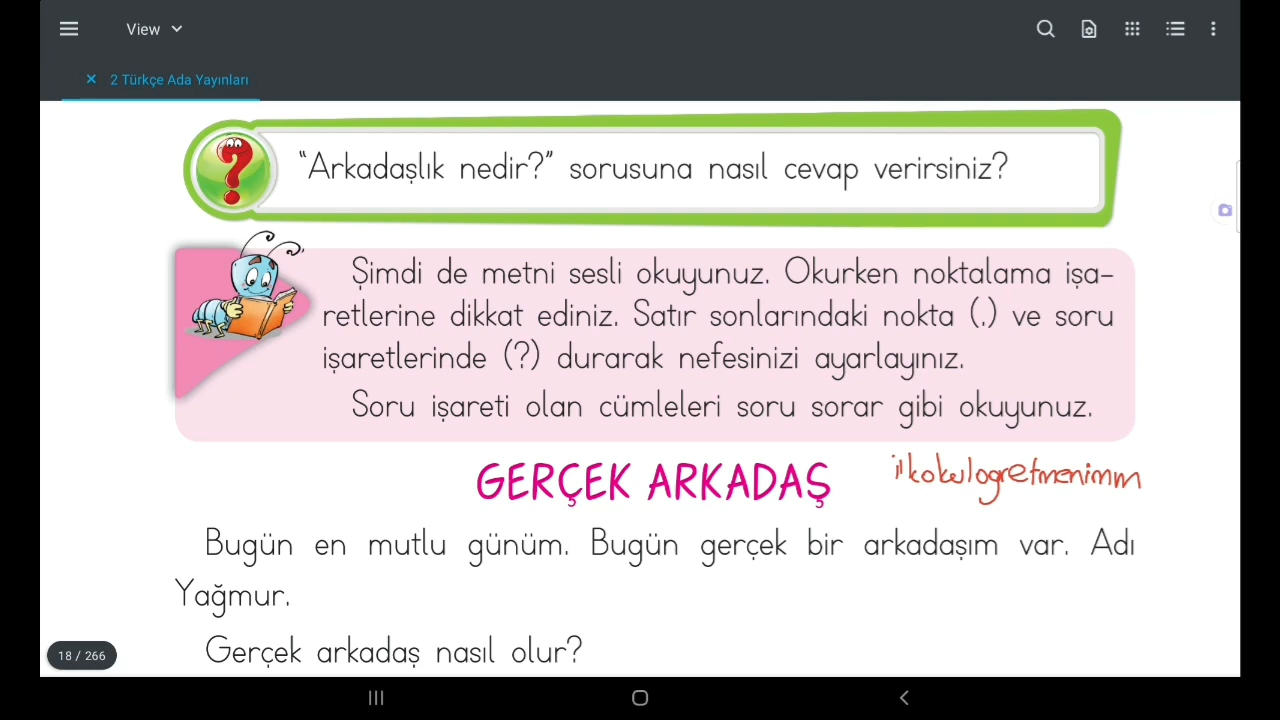 View
2 Türkçe Ada Yayınları
“Arkadaşlık nedir?” sorusuna nasıl cevap verirsiniz?
Şimdi de metni sesli okuyunuz. Okurken noktalama işa-
retlerine dikkat ediniz. Satır sonlarındaki nokta (.) ve soru
işaretlerinde (?) durarak nefesinizi ayarlayınız.
Soru işareti olan cümleleri soru sorar gibi okuyunuz.
GERÇEK ARKADAŞ
ilkokulogretmenimm
Bugün en mutlu günüm. Bugün gerçek bir arkadaşım var. Adı
Yağmur.
Gerçek arkadaş nasıl olur?
18 / 266